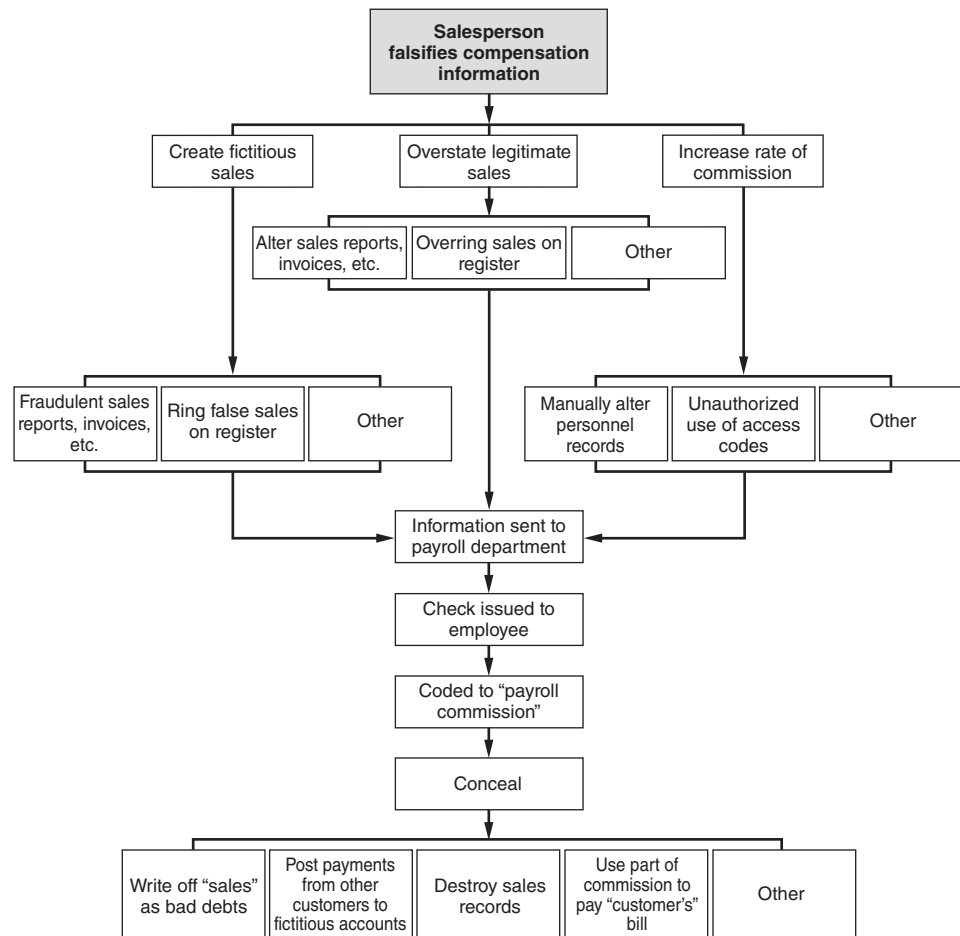 Salesperson
falsifies compensation
information
Create fictitious
sales
Overstate legitimate
sales
Increase rate of
commission
Alter sales reports,
invoices, etc.
Overring sales on
register
Other
Fraudulent sales
reports, invoices,
etc.
Ring false sales
on register
Other
Manually alter
personnel
records
Unauthorized
use of access
codes
Other
Information sent to
payroll department
Check issued to
employee
Coded to “payroll
commission”
Conceal
Write off “sales”
as bad debts
Post payments
from other
customers to
fictitious accounts
Destroy sales
records
Use part of
commission to
pay “customer’s”
bill
Other